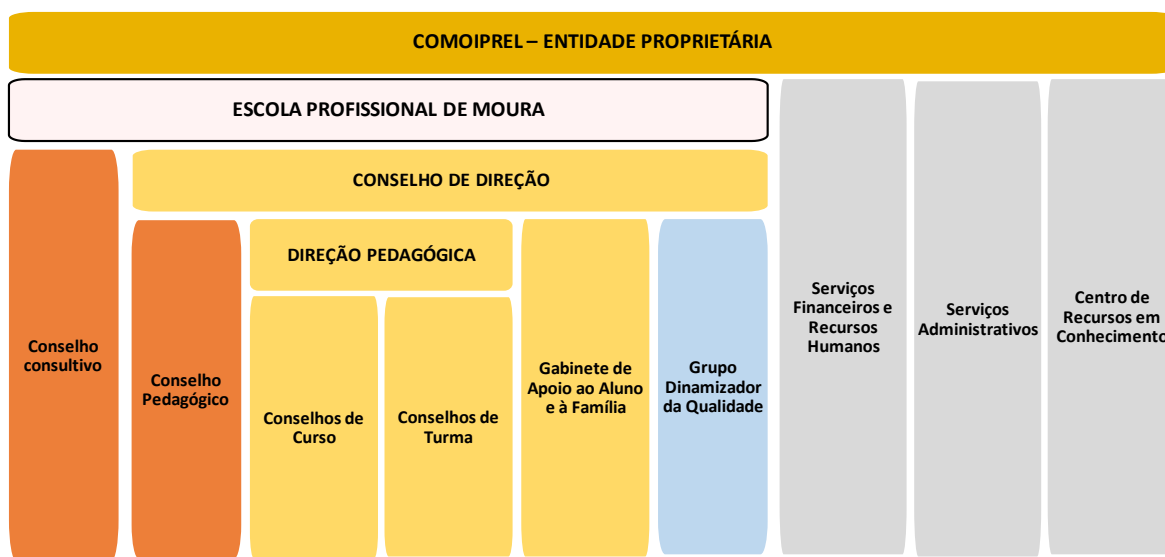 COMOIPREL – ENTIDADE PROPRIETÁRIA
ESCOLA PROFISSIONAL DE MOURA
CONSELHO DE DIREÇÃO
DIREÇÃO PEDAGÓGICA
Conselho
consultivo
Conselho
Pedagógico
Conselhos de
Curso
Conselhos de
Turma
Gabinete de
Apoio ao Aluno
e à Família
Grupo
Dinamizador
da Qualidade
Serviços
Financeiros e
Recursos
Humanos
Serviços
Administrativos
Centro de
Recursos em
Conhecimento